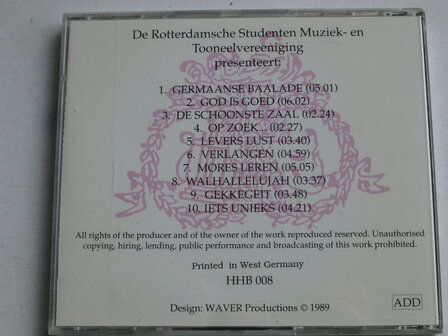 De Rotterdamsche Studenten Muziek- en
Tooneelvereeniging
presenteert:
1. GERMAANSE BAALADE (05.01)
2. GOD IS GOED (06.02)
3. DE SCHOONSTE ZAAL (02.24)
4. OP ZOEK... (02.27)
5. LEVERS LUST (03.40)
6. VERLANGEN (04.59)
7. MORES LEREN (05.05)
8. WALHALLELUJAH (03.37)
9. GEKKEGEIT (03.48)
10. IETS UNIEKS (04.21)
All rights of the producer and of the owner of the work reproduced reserved. Unauthorised
copying, hiring, lending, public performance and broadcasting of this work prohibited.
Printed in West Germany
HHB 008
Design: WAVER Productions © 1989
ADD